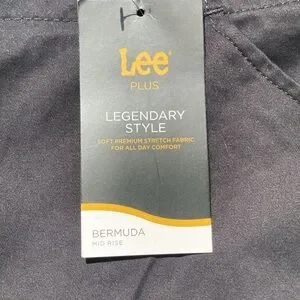 Lee
PLUS
LEGENDARY
STYLE
SOFT PREMIUM STRETCH FABRIC
FOR ALL DAY COMFORT
BERMUDA
MID RISE